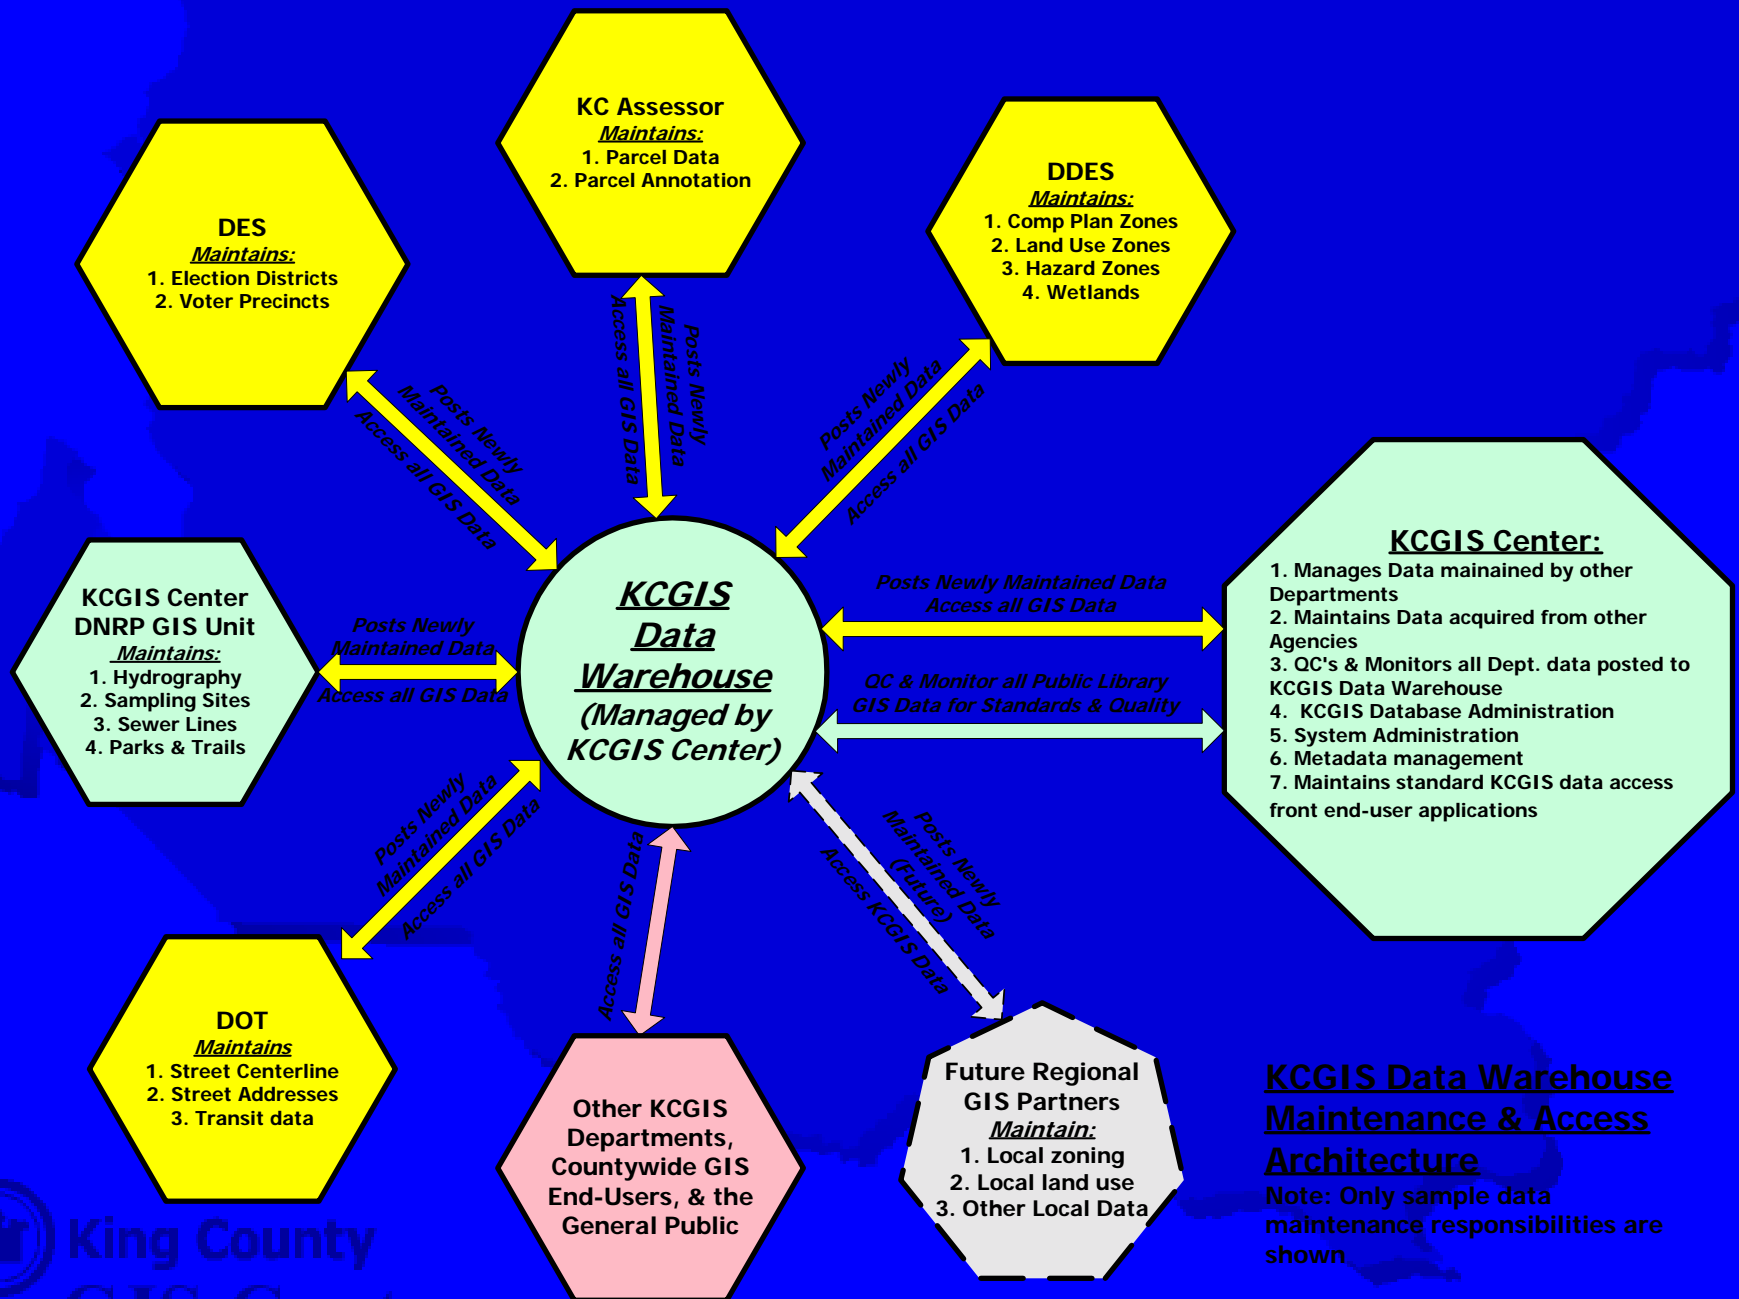 KC Assessor
Maintains:
1. Parcel Data
2. Parcel Annotation
DDES
Maintains:
1. Comp Plan Zones
2. Land Use Zones
3. Hazard Zones
4. Wetlands
DES
Maintains:
1. Election Districts
2. Voter Precincts
Posts Newly
Maintained Data
Access all GIS Data
Posts Newly
Maintained Data
Access all GIS Data
Posts Newly
Maintained Data
Access all GIS Data
KCGIS Center
DNRP GIS Unit
Maintains:
1. Hydrography
2. Sampling Sites
3. Sewer Lines
4. Parks & Trails
Posts Newly
Maintained Data
Access all GIS Data
KCGIS
Data
Warehouse
(Managed by
KCGIS Center)
Posts Newly Maintained Data
Access all GIS Data
QC & Monitor all Public Library
GIS Data for Standards & Quality
KCGIS Center:
1. Manages Data mainained by other
Departments
2. Maintains Data acquired from other
Agencies
3. QC's & Monitors all Dept. data posted to
KCGIS Data Warehouse
4. KCGIS Database Administration
5. System Administration
6. Metadata management
7. Maintains standard KCGIS data access
front end-user applications
Posts Newly
Maintained Data
Access all GIS Data
Access all GIS Data
Posts Newly
Maintained Data
(Future)
Access KCGIS Data
DOT
Maintains
1. Street Centerline
2. Street Addresses
3. Transit data
Other KCGIS
Departments,
Countywide GIS
End-Users, & the
General Public
Future Regional
GIS Partners
Maintain:
1. Local zoning
2. Local land use
3. Other Local Data
KCGIS Data Warehouse
Maintenance & Access
Architecture
Note: Only sample data
maintenance responsibilities are
shown
King County